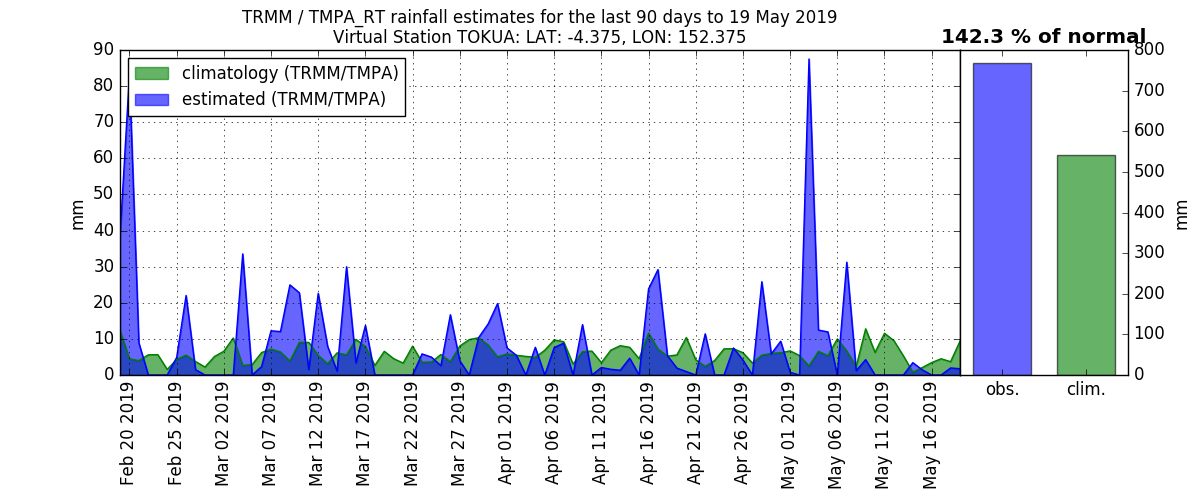 TRMM / TMPA_RT rainfall estimates for the last 90 days to 19 May 2019
Virtual Station TOKUA: LAT: -4.375, LON: 152.375
142.3 % of normal
climatology (TRMM/TMPA)
estimated (TRMM/TMPA)
90
80
70
60
50
40
30
20
10
0
mm
Feb 20 2019
Feb 25 2019
Mar 02 2019
Mar 07 2019
Mar 12 2019
Mar 17 2019
Mar 22 2019
Mar 27 2019
Apr 01 2019
Apr 06 2019
Apr 11 2019
Apr 16 2019
Apr 21 2019
Apr 26 2019
May 01 2019
May 06 2019
May 11 2019
May 16 2019
obs.
clim.
800
700
600
500
400
300
200
100
0
mm